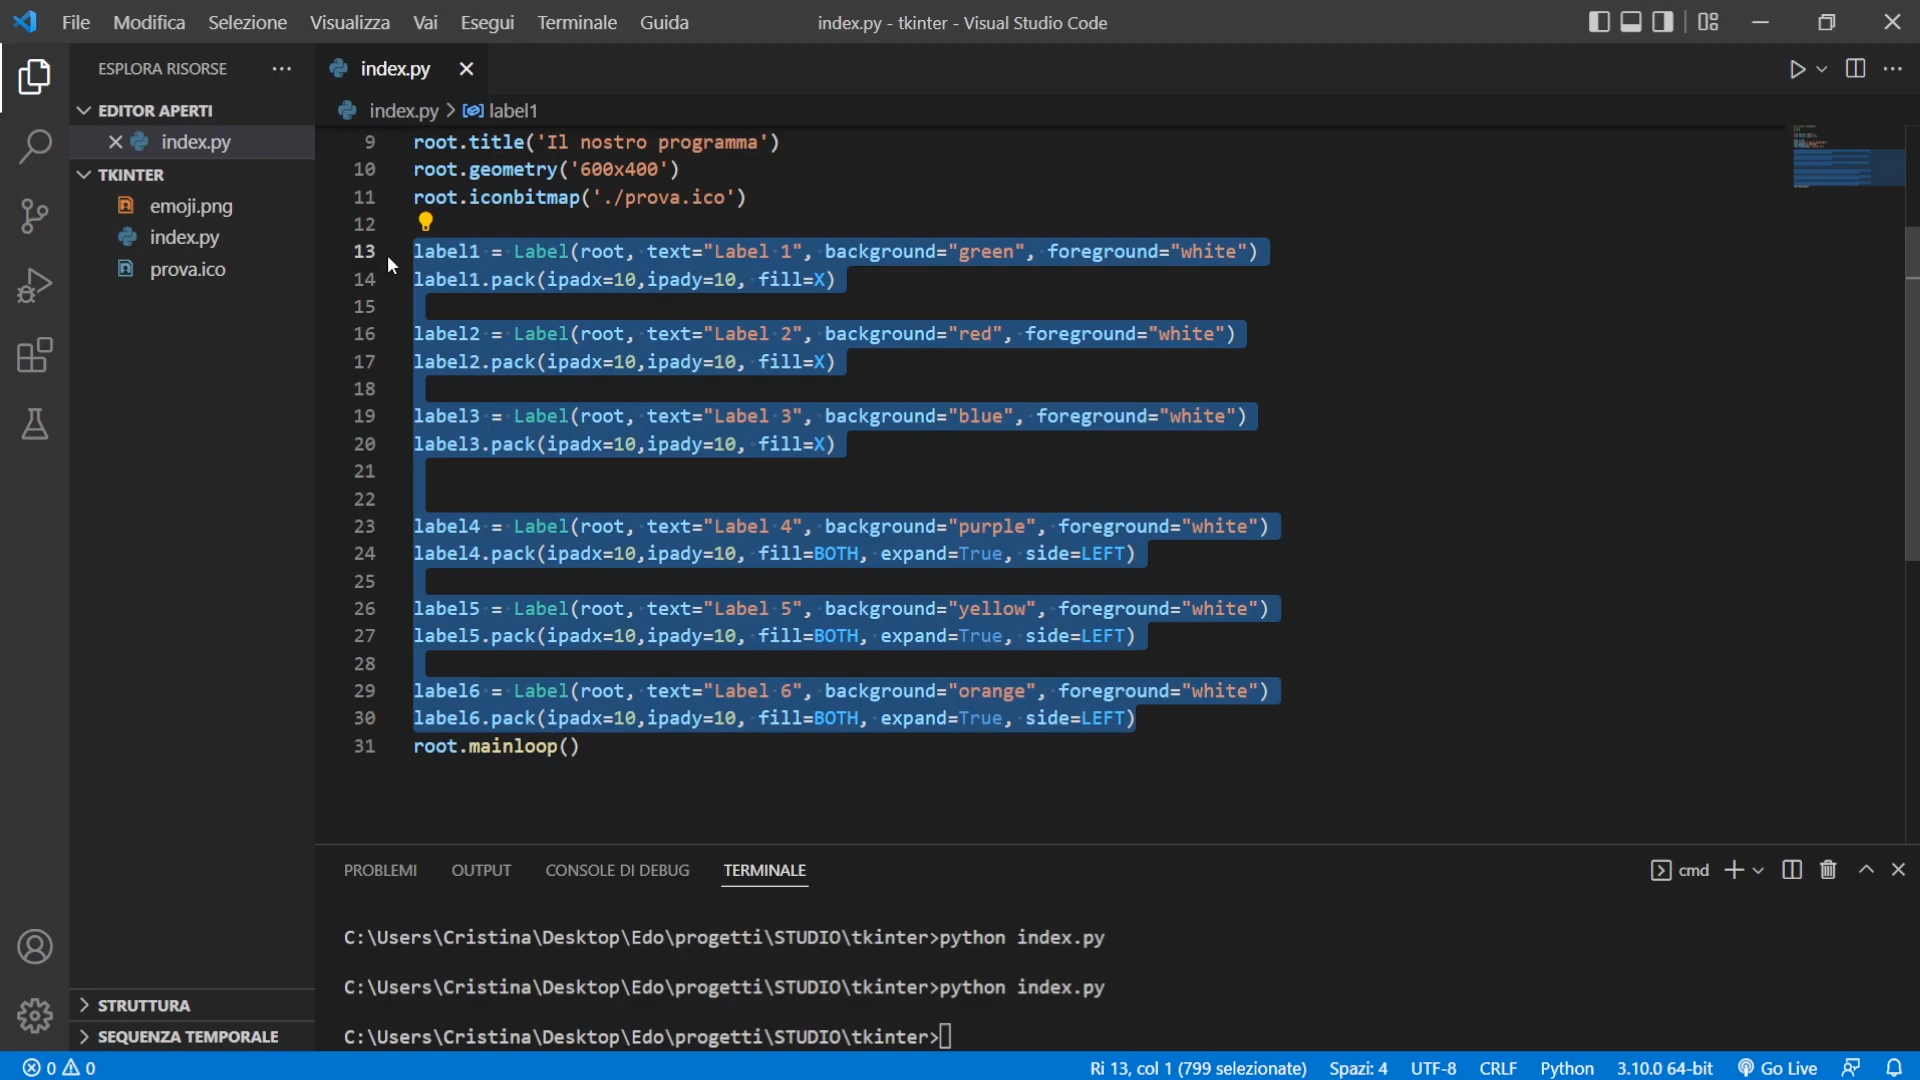 File Modifica Selezione Visualizza Vai Esegui Terminale Guida index.py - tkinter - Visual Studio Code
ESPLORA RISORSE ··· index.py
EDITOR APERTI index.py > label1
index.py
TKINTER
emoji.png
index.py
prova.ico
9 root.title('Il nostro programma')
10 root.geometry('600x400')
11 root.iconbitmap('./prova.ico')
12
13 label1 = Label(root, text="Label 1", background="green", foreground="white")
14 label1.pack(ipadx=10,ipady=10, fill=X)
15
16 label2 = Label(root, text="Label 2", background="red", foreground="white")
17 label2.pack(ipadx=10,ipady=10, fill=X)
18
19 label3 = Label(root, text="Label 3", background="blue", foreground="white")
20 label3.pack(ipadx=10,ipady=10, fill=X)
21
22
23 label4 = Label(root, text="Label 4", background="purple", foreground="white")
24 label4.pack(ipadx=10,ipady=10, fill=BOTH, expand=True, side=LEFT)
25
26 label5 = Label(root, text="Label 5", background="yellow", foreground="white")
27 label5.pack(ipadx=10,ipady=10, fill=BOTH, expand=True, side=LEFT)
28
29 label6 = Label(root, text="Label 6", background="orange", foreground="white")
30 label6.pack(ipadx=10,ipady=10, fill=BOTH, expand=True, side=LEFT)
31 root.mainloop()
PROBLEMI OUTPUT CONSOLE DI DEBUG TERMINALE cmd
C:\Users\Cristina\Desktop\Edo\progetti\STUDIO\tkinter>python index.py
C:\Users\Cristina\Desktop\Edo\progetti\STUDIO\tkinter>python index.py
C:\Users\Cristina\Desktop\Edo\progetti\STUDIO\tkinter>
STRUTTURA
SEQUENZA TEMPORALE
0 0 Ri 13, col 1 (799 selezionate) Spazi: 4 UTF-8 CRLF Python 3.10.0 64-bit Go Live